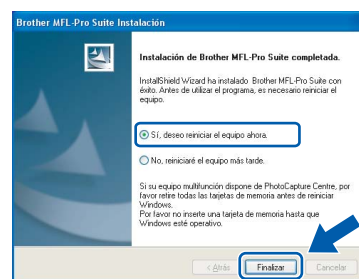 Brother MFL-Pro Suite Instalación
Instalación de Brother MFL-Pro Suite completada.
InstallShield Wizard ha instalado Brother MFL-Pro Suite con
éxito. Antes de utilizar el programa, es necesario reiniciar el
equipo.
Sí, deseo reiniciar el equipo ahora.
No, reiniciaré el equipo más tarde.
Si su equipo multifunción dispone de PhotoCapture Centre, por
favor retire todas las tarjetas de memoria antes de reiniciar
Windows.
Por favor no inserte una tarjeta de memoria hasta que
Windows esté operativo.
< Atrás Finalizar Cancelar